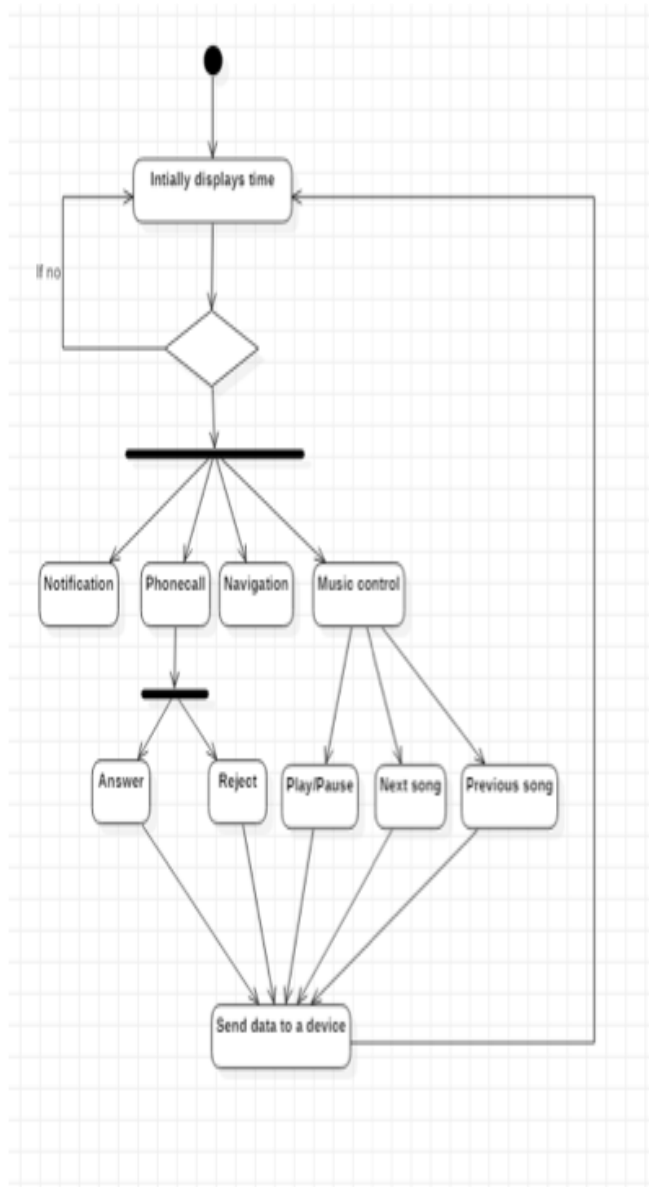 Intially displays time
If no
Notification
Phonecall
Navigation
Music control
Answer
Reject
Play/Pause
Next song
Previous song
Send data to a device